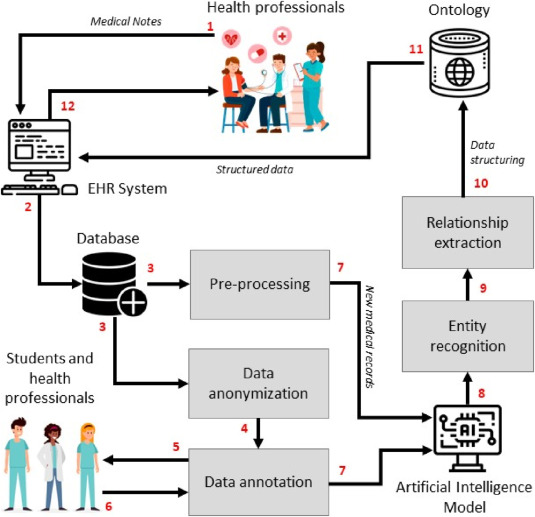 Health professionals
Ontology
Medical Notes
1
11
12
Structured data
Data
structuring
EHR System
2
10
Database
Relationship
extraction
3
7
Pre-processing
9
3
New medical records
Entity
recognition
Students and
health
professionals
Data
anonymization
8
4
AI
5
7
Data annotation
6
Artificial Intelligence
Model